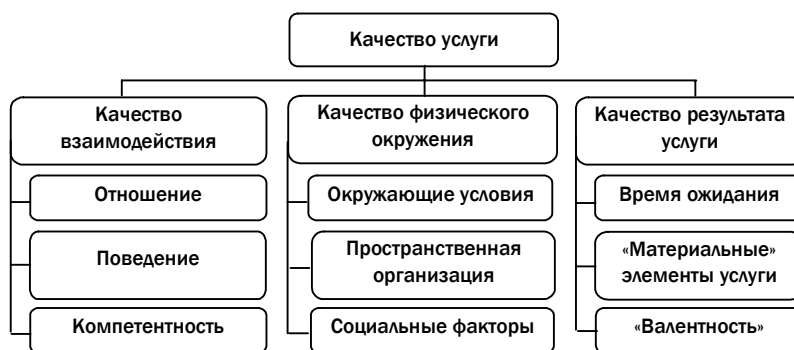 Качество услуги
Качество
взаимодействия
Отношение
Поведение
Компетентность
Качество физического
окружения
Окружающие условия
Пространственная
организация
Социальные факторы
Качество результата
услуги
Время ожидания
«Материальные»
элементы услуги
«Валентность»